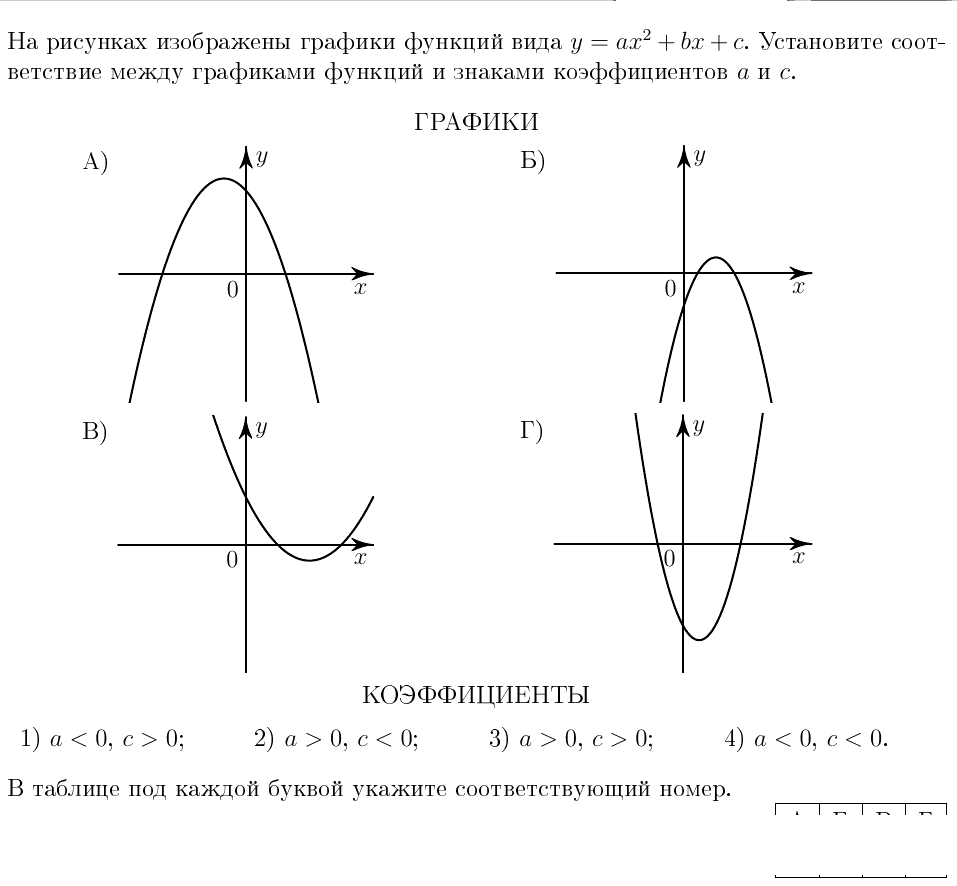 На рисунках изображены графики функций вида y = ax² + bx + c. Установите соот-
ветствие между графиками функций и знаками коэффициентов a и c.
ГРАФИКИ
А) y 0 x
Б) y 0 x
В) y 0 x
Г) y 0 x
КОЭФФИЦИЕНТЫ
1) a < 0, c > 0; 2) a > 0, c < 0; 3) a > 0, c > 0; 4) a < 0, c < 0.
В таблице под каждой буквой укажите соответствующий номер.